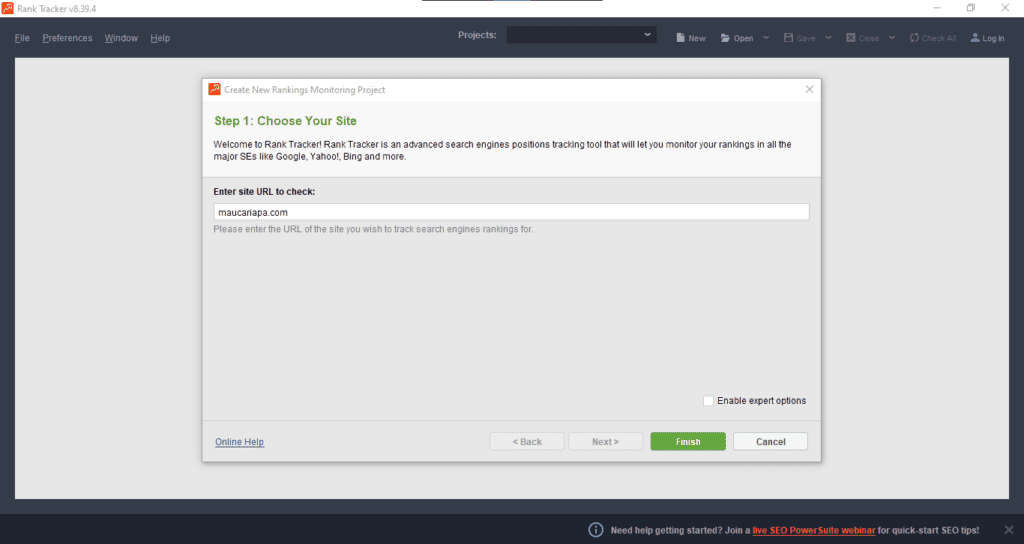 Rank Tracker v8.39.4
File Preferences Window Help Projects: New Open Save Close Check All Log In
Create New Rankings Monitoring Project
Step 1: Choose Your Site
Welcome to Rank Tracker! Rank Tracker is an advanced search engines positions tracking tool that will let you monitor your rankings in all the
major SEs like Google, Yahoo!, Bing and more.
Enter site URL to check:
maucariapa.com
Please enter the URL of the site you wish to track search engines rankings for.
Enable expert options
Online Help < Back Next > Finish Cancel
Need help getting started? Join a live SEO PowerSuite webinar for quick-start SEO tips!